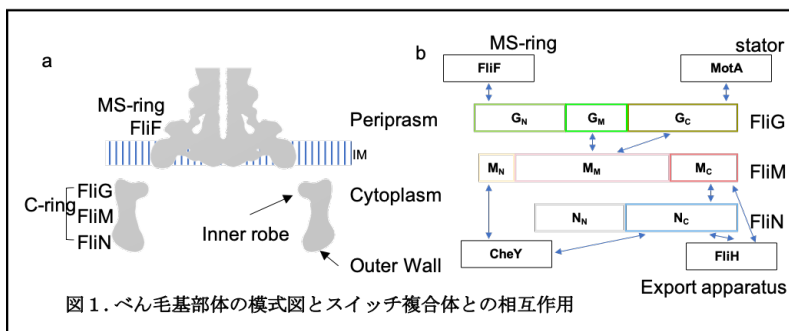 a
MS-ring
FliF
Periprasm
IM
C-ring
FliG
FliM
FliN
Cytoplasm
Inner robe
Outer Wall
b
MS-ring
stator
FliF
MotA
GN
GM
GC
FliG
MN
MM
MC
FliM
NN
NC
FliN
CheY
FliH
Export apparatus
図1. べん毛基部体の模式図とスイッチ複合体との相互作用